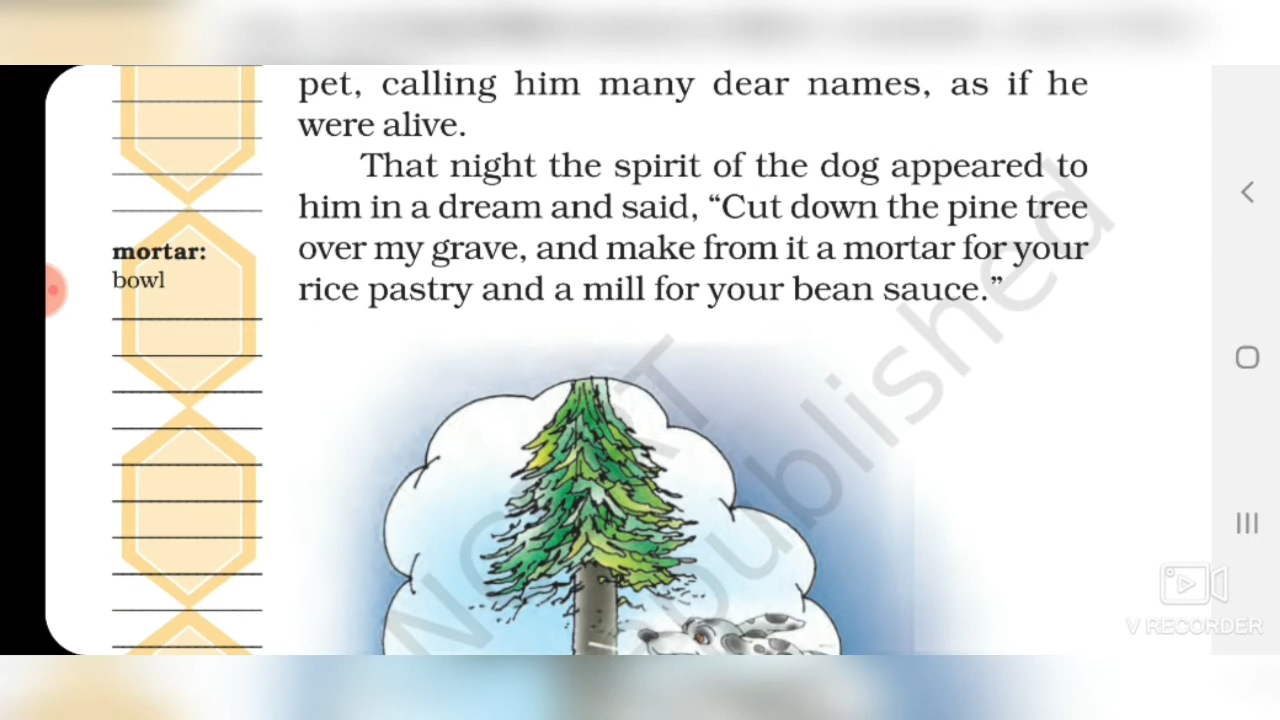 pet, calling him many dear names, as if he
were alive.
That night the spirit of the dog appeared to
him in a dream and said, “Cut down the pine tree
over my grave, and make from it a mortar for your
rice pastry and a mill for your bean sauce.”
mortar:
bowl
NCERT
published
V RECORDER